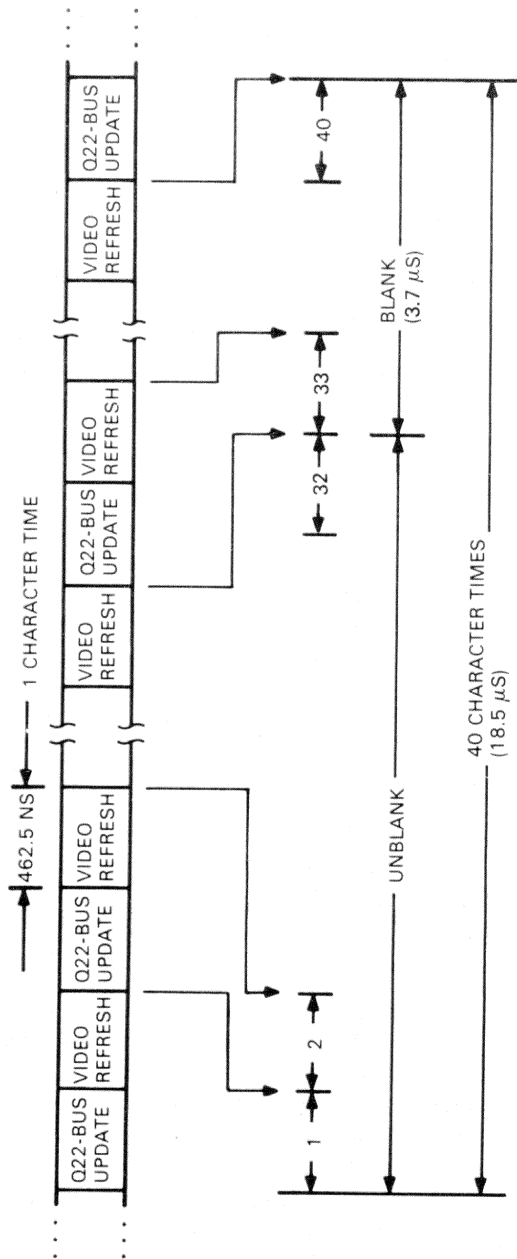 462.5 NS
1 CHARACTER TIME
Q22-BUS
UPDATE
VIDEO
REFRESH
Q22-BUS
UPDATE
VIDEO
REFRESH
VIDEO
REFRESH
Q22-BUS
UPDATE
VIDEO
REFRESH
VIDEO
REFRESH
Q22-BUS
UPDATE
1
2
32
33
40
UNBLANK
BLANK
(3.7 μS)
40 CHARACTER TIMES
(18.5 μS)